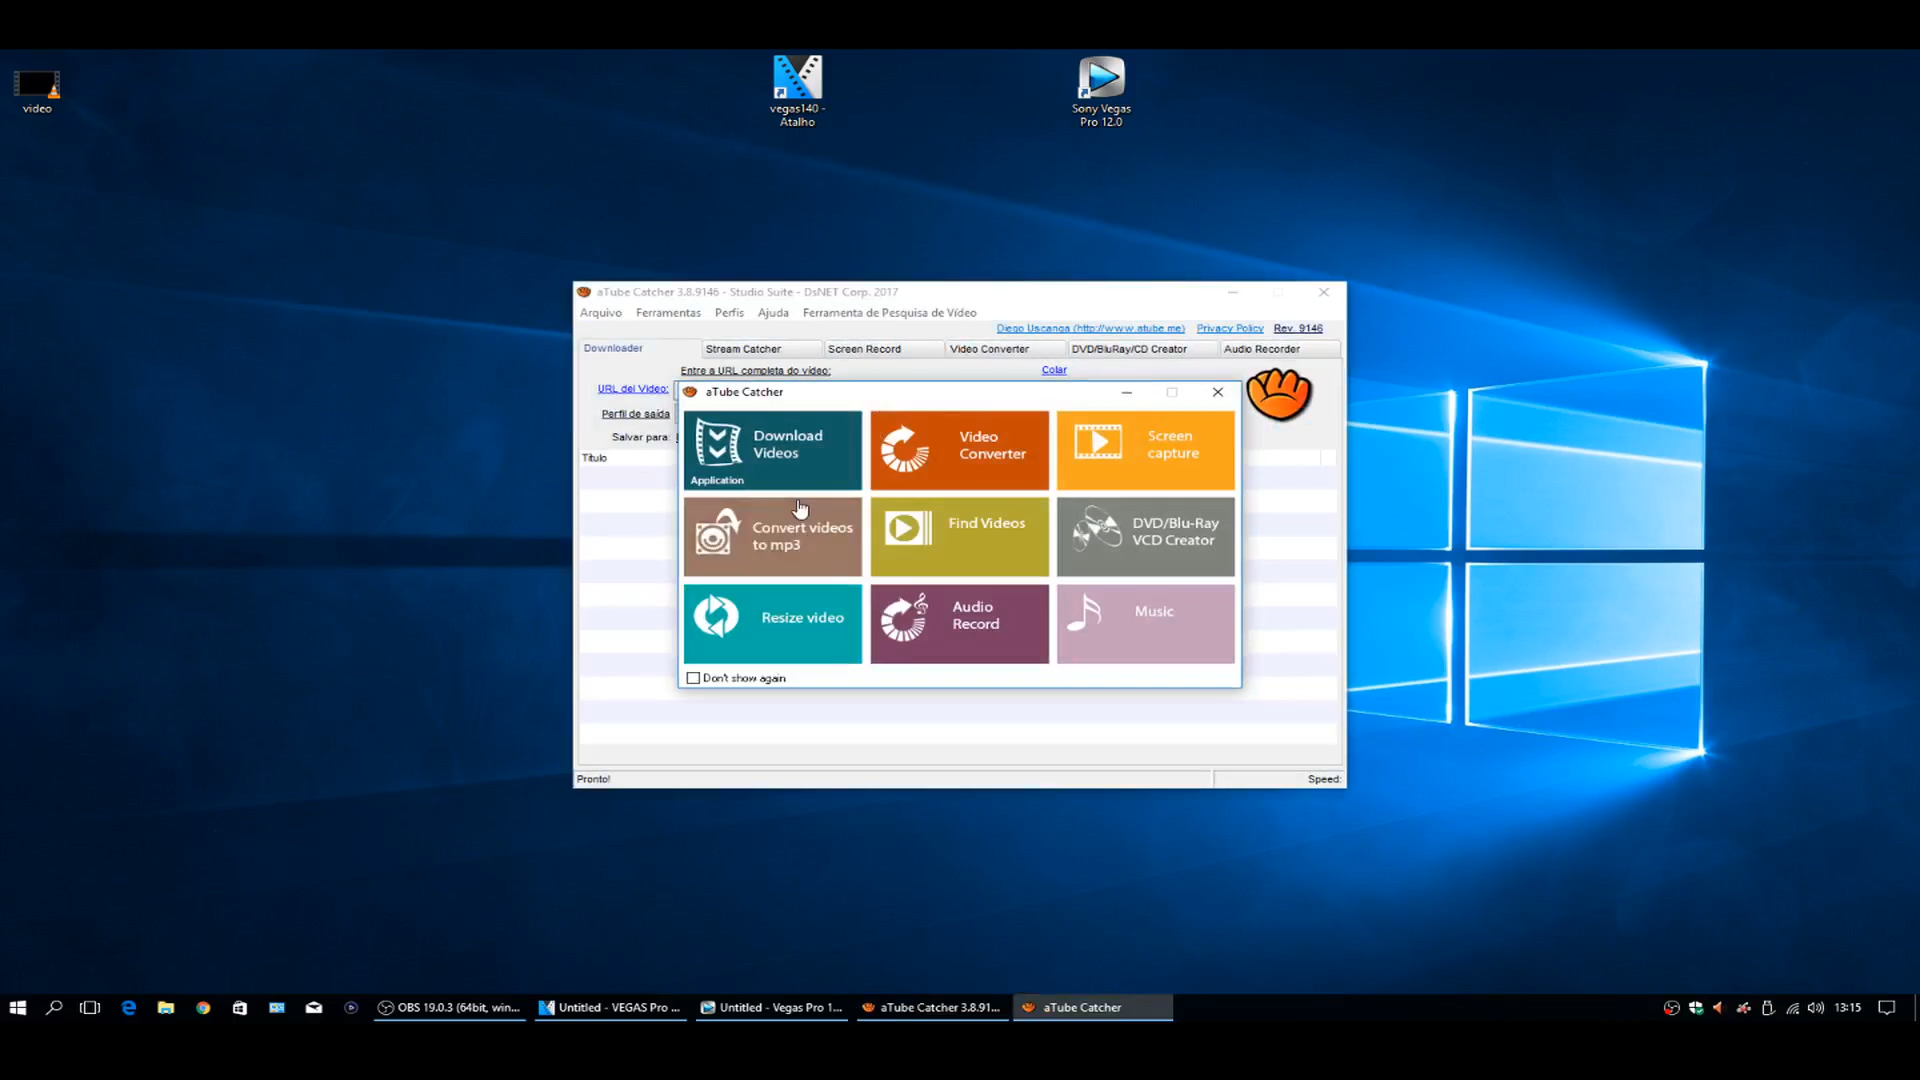 video
vegas140 -
Atalho
Sony Vegas
Pro 12.0
aTube Catcher 3.8.9146 - Studio Suite - DsNET Corp. 2017
Arquivo Ferramentas Perfis Ajuda Ferramenta de Pesquisa de Vídeo
Diego Uscanga (http://www.atube.me) Privacy Policy Rev. 9146
Downloader Stream Catcher Screen Record Video Converter DVD/BluRay/CD Creator Audio Recorder
Entre a URL completa do vídeo: Colar
URL del Video:
Perfil de saída
Salvar para:
Título
aTube Catcher
Download
Videos
Application
Video
Converter
Screen
capture
Convert videos
to mp3
Find Videos
DVD/Blu-Ray
VCD Creator
Resize video
Audio
Record
Music
Don't show again
Pronto! Speed:
OBS 19.0.3 (64bit, win... Untitled - VEGAS Pro ... Untitled - Vegas Pro 1... aTube Catcher 3.8.91... aTube Catcher 13:15